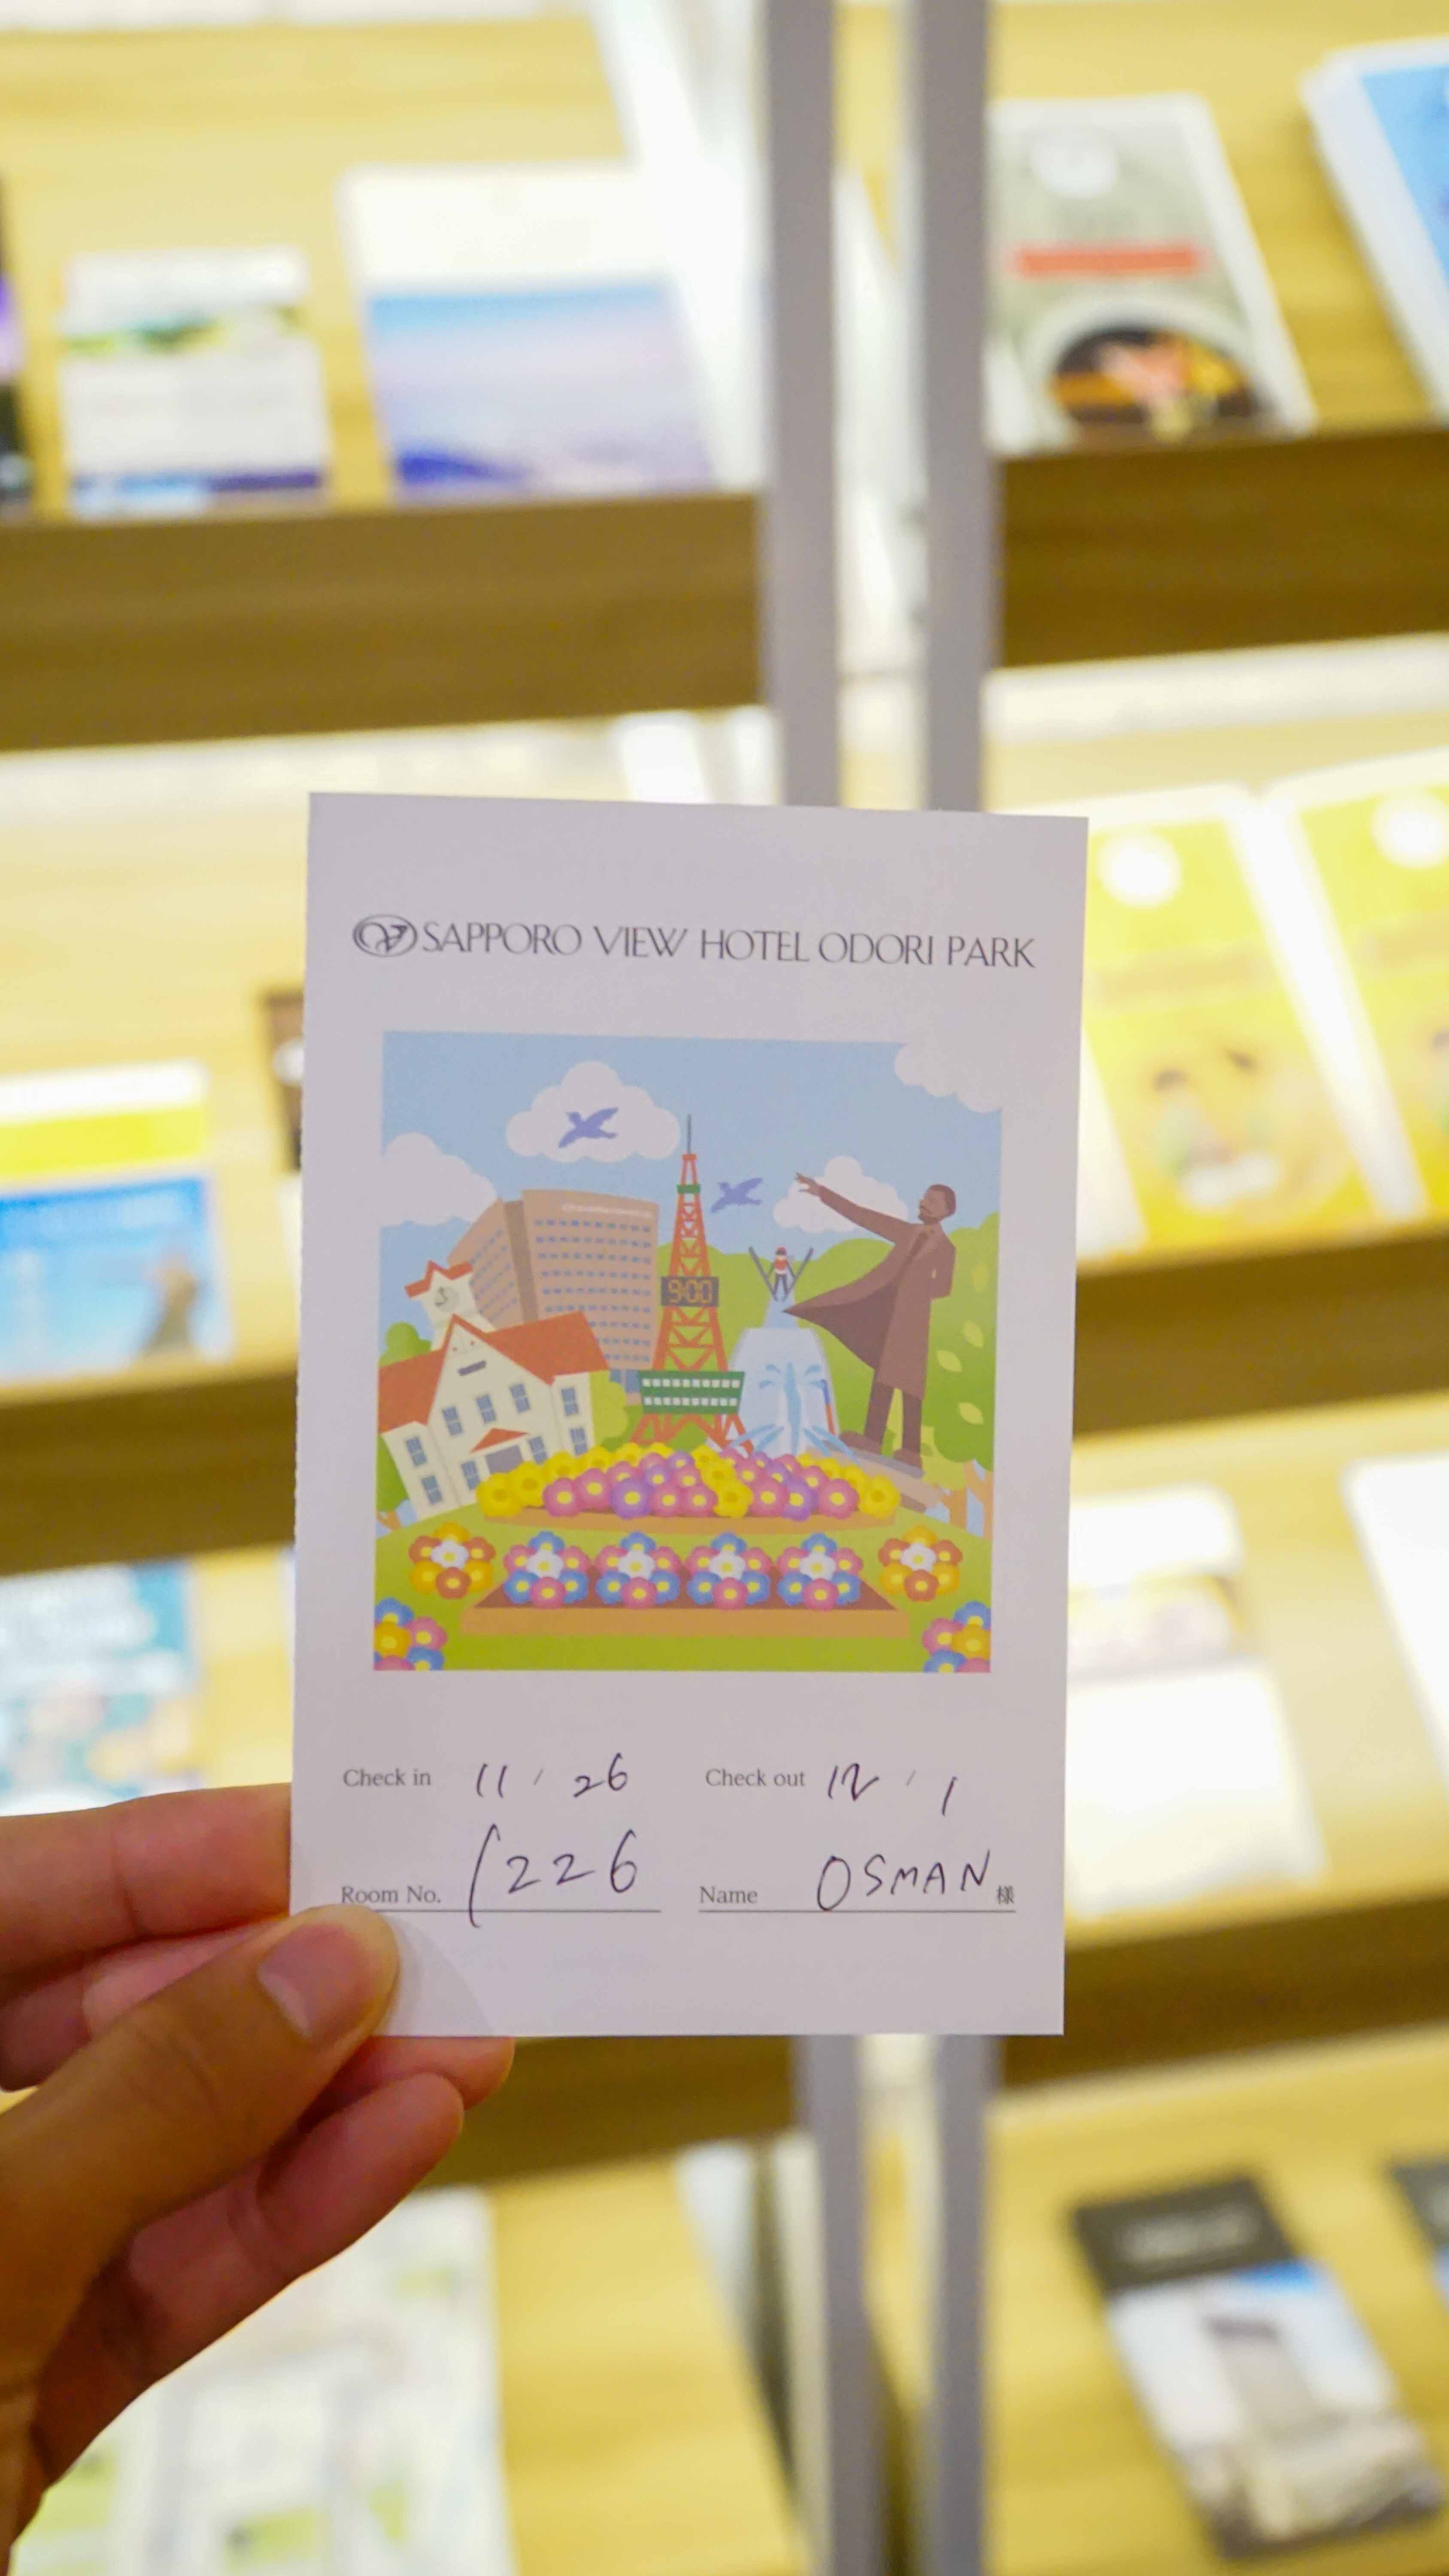 SAPPORO VIEW HOTEL ODORI PARK
9:00
Check in 11 / 26 Check out 12 / 1
Room No. 1226 Name OSMAN 様